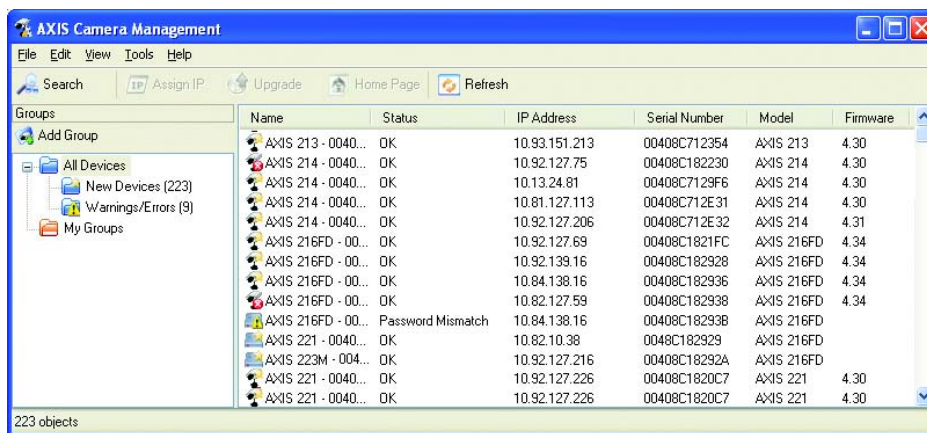 AXIS Camera Management
File Edit View Tools Help
Search Assign IP Upgrade Home Page Refresh
Groups
Add Group
All Devices
New Devices (223)
Warnings/Errors (9)
My Groups
Name Status IP Address Serial Number Model Firmware
AXIS 213 - 0040... OK 10.93.151.213 00408C712354 AXIS 213 4.30
AXIS 214 - 0040... OK 10.92.127.75 00408C182230 AXIS 214 4.30
AXIS 214 - 0040... OK 10.13.24.81 00408C7129F6 AXIS 214 4.30
AXIS 214 - 0040... OK 10.81.127.113 00408C712E31 AXIS 214 4.30
AXIS 214 - 0040... OK 10.92.127.206 00408C712E32 AXIS 214 4.31
AXIS 216FD - 00... OK 10.92.127.69 00408C1821FC AXIS 216FD 4.34
AXIS 216FD - 00... OK 10.92.139.16 00408C182928 AXIS 216FD 4.34
AXIS 216FD - 00... OK 10.84.138.16 00408C182936 AXIS 216FD 4.34
AXIS 216FD - 00... OK 10.82.127.59 00408C182938 AXIS 216FD 4.34
AXIS 216FD - 00... Password Mismatch 10.84.138.16 00408C18293B AXIS 216FD
AXIS 221 - 0040... OK 10.82.10.38 0048C182929 AXIS 216FD
AXIS 223M - 004... OK 10.92.127.216 00408C18292A AXIS 216FD
AXIS 221 - 0040... OK 10.92.127.226 00408C1820C7 AXIS 221 4.30
AXIS 221 - 0040... OK 10.92.127.226 00408C1820C7 AXIS 221 4.30
223 objects